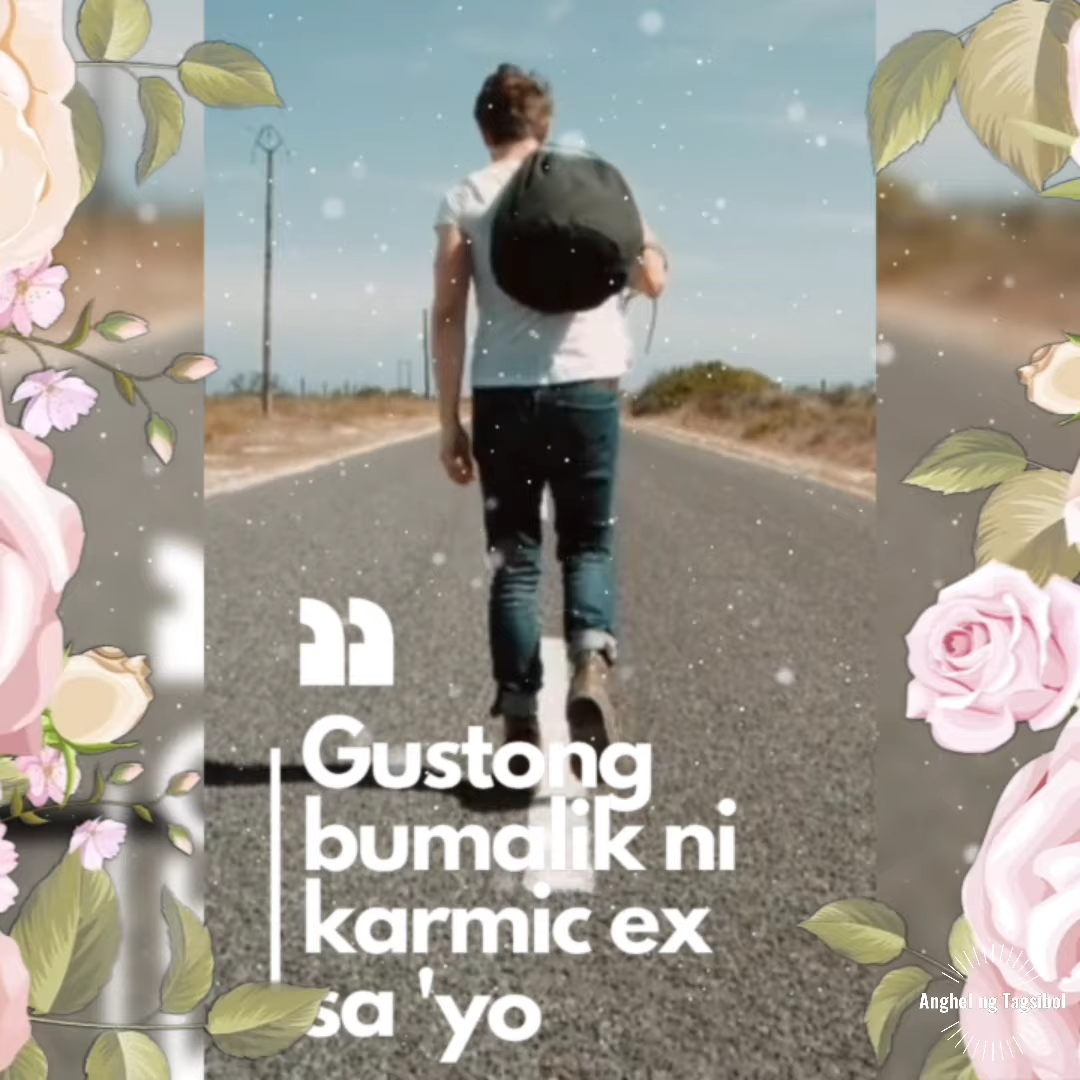 Gustong
bumalik ni
karmic ex
sa 'yo
Anghel ng Tagsibol